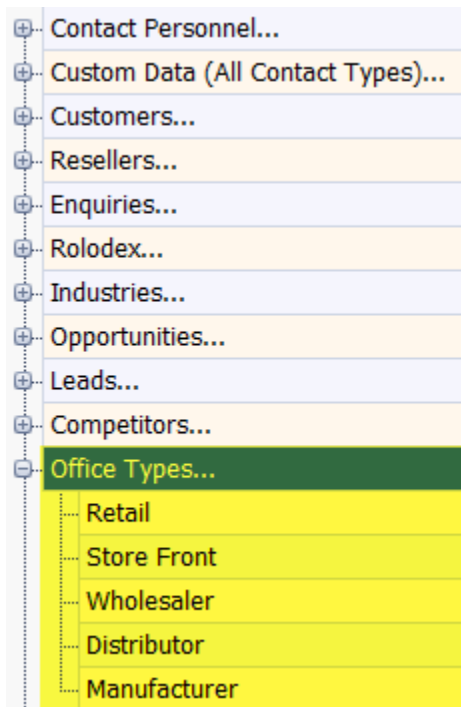 Contact Personnel...
Custom Data (All Contact Types)...
Customers...
Resellers...
Enquiries...
Rolodex...
Industries...
Opportunities...
Leads...
Competitors...
Office Types...
Retail
Store Front
Wholesaler
Distributor
Manufacturer